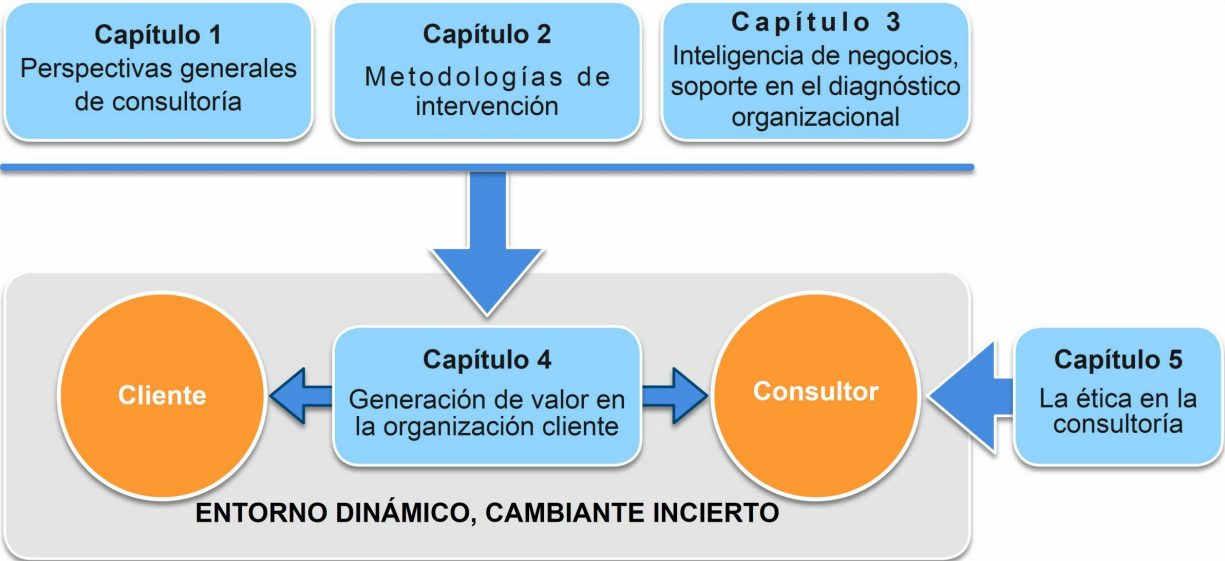 Capítulo 1
Perspectivas generales
de consultoría
Capítulo 2
Metodologías de
intervención
Capítulo 3
Inteligencia de negocios,
soporte en el diagnóstico
organizacional
Cliente
Capítulo 4
Generación de valor en
la organización cliente
Consultor
Capítulo 5
La ética en la
consultoría
ENTORNO DINÁMICO, CAMBIANTE INCIERTO